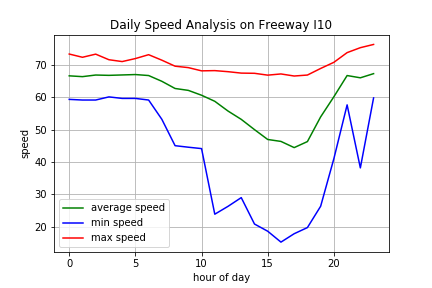 Daily Speed Analysis on Freeway I10
speed
70
60
50
40
30
20
average speed
min speed
max speed
0 5 10 15 20
hour of day